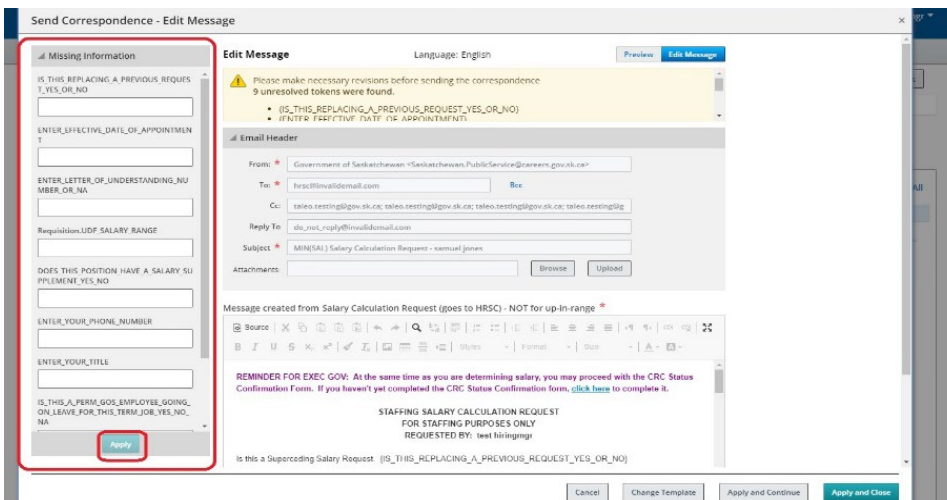 Send Correspondence - Edit Message
Missing Information
IS_THIS_REPLACING_A_PREVIOUS_REQUES
T_YES_OR_NO
ENTER_EFFECTIVE_DATE_OF_APPOINTMEN
T
ENTER_LETTER_OF_UNDERSTANDING_NU
MBER_OR_NA
Requisition.UDF_SALARY_RANGE
DOES THIS POSITION HAVE A SALARY_SU
PPLEMENT_YES_NO
ENTER_YOUR_PHONE_NUMBER
ENTER_YOUR_TITLE
IS_THIS_A_PERM_GOS_EMPLOYEE_GOING_
ON_LEAVE_FOR_THIS_TERM_JOB_YES_NO_
NA
Apply
Edit Message
Language: English
Preview
Edit Message
Please make necessary revisions before sending the correspondence
9 unresolved tokens were found.
• {IS_THIS_REPLACING_A_PREVIOUS_REQUEST_YES_OR_NO}
• {ENTER_EFFECTIVE_DATE_OF_APPOINTMENT}
Email Header
From: * Government of Saskatchewan <Saskatchewan.PublicService@careers.gov.sk.ca>
To: * hrsc@invalidemail.com Bcc
Cc: taleo.testing@gov.sk.ca; taleo.testing@gov.sk.ca; taleo.testing@gov.sk.ca; taleo.testing@g
Reply To do_not_reply@invalidemail.com
Subject * MIN(SAL) Salary Calculation Request - samuel jones
Attachments: Browse Upload
Message created from Salary Calculation Request (goes to HRSC) - NOT for up-in-range *
Source
B I U S Styles Format Size A
REMINDER FOR EXEC GOV: At the same time as you are determining salary, you may proceed with the CRC Status
Confirmation Form. If you haven't yet completed the CRC Status Confirmation form, click here to complete it.
STAFFING SALARY CALCULATION REQUEST
FOR STAFFING PURPOSES ONLY
REQUESTED BY: test hiringmgr
Is this a Superceding Salary Request. {IS_THIS_REPLACING_A_PREVIOUS_REQUEST_YES_OR_NO}
Cancel
Change Template
Apply and Continue
Apply and Close
All